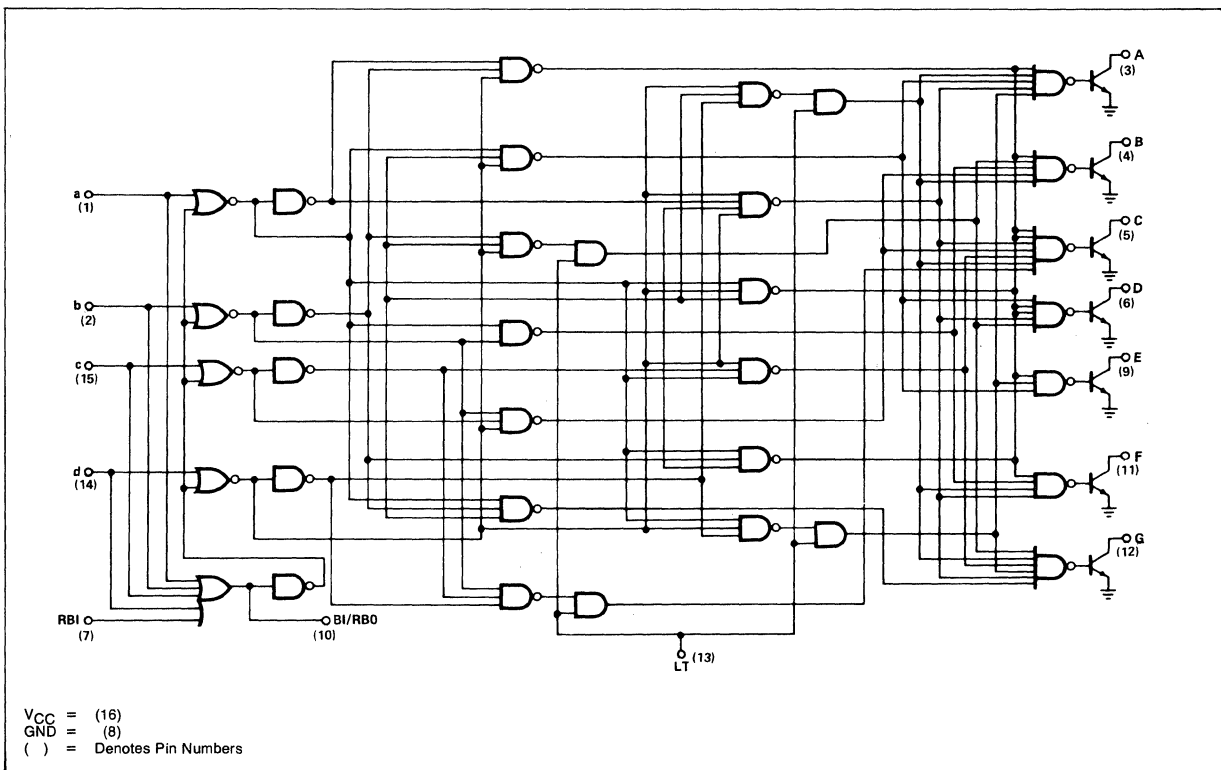 A
(3)
B
(4)
a
(1)
C
(5)
D
(6)
b
(2)
E
(9)
c
(15)
d
(14)
F
(11)
G
(12)
RBI
(7)
BI/RBO
(10)
LT (13)
VCC = (16)
GND = (8)
( ) = Denotes Pin Numbers